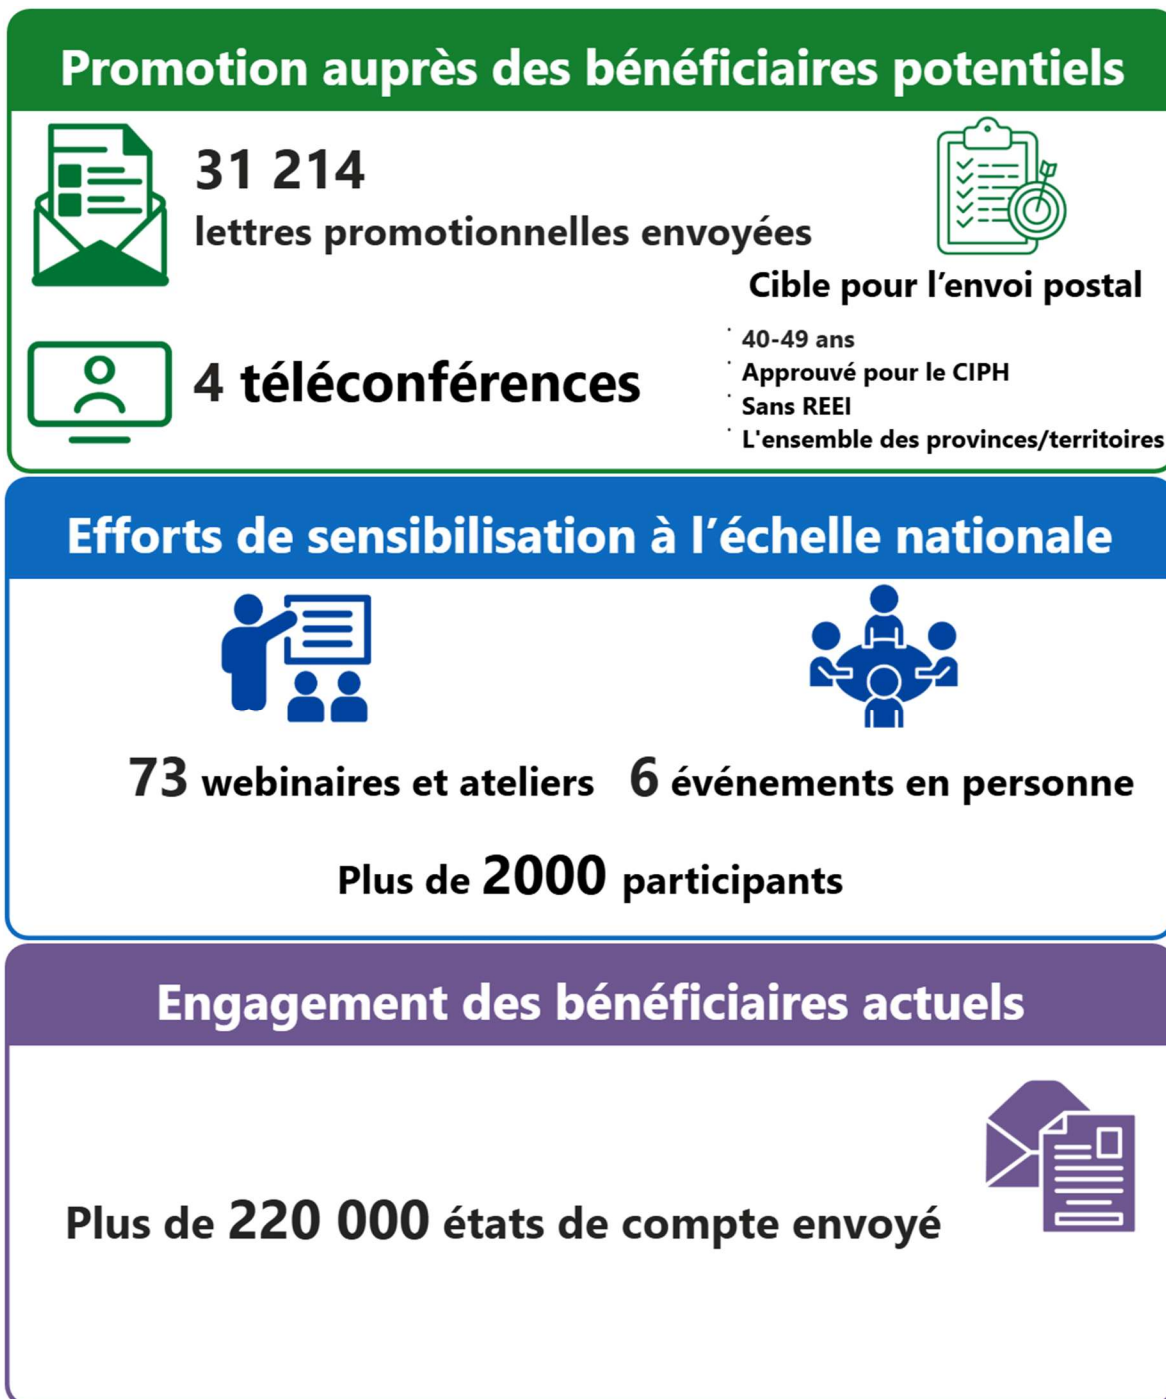 Promotion auprès des bénéficiaires potentiels
31 214
lettres promotionnelles envoyées
4 téléconférences
Cible pour l’envoi postal
40-49 ans
Approuvé pour le CIPH
Sans REEI
L'ensemble des provinces/territoires
Efforts de sensibilisation à l’échelle nationale
73 webinaires et ateliers
6 événements en personne
Plus de 2000 participants
Engagement des bénéficiaires actuels
Plus de 220 000 états de compte envoyé